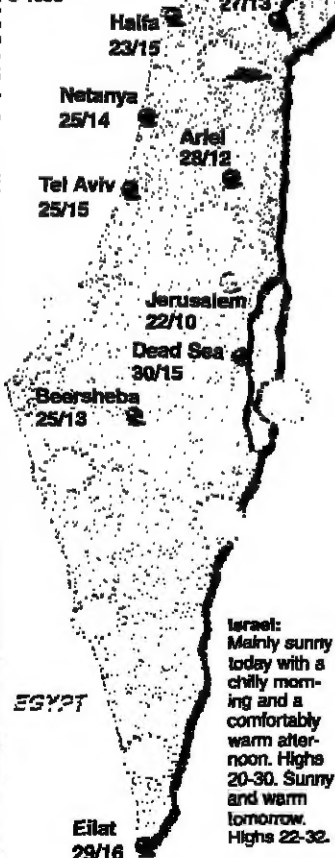 27/13
Haifa
23/15
Netanya
25/14
Ariel
28/12
Tel Aviv
25/15
Jerusalem
22/10
Dead Sea
30/15
Beersheba
25/13
EGYPT
Israel:
Mainly sunny
today with a
chilly morn-
ing and a
comfortably
warm after-
noon. Highs
20-30. Sunny
and warm
tomorrow.
Highs 22-32.
Eilat
29/16